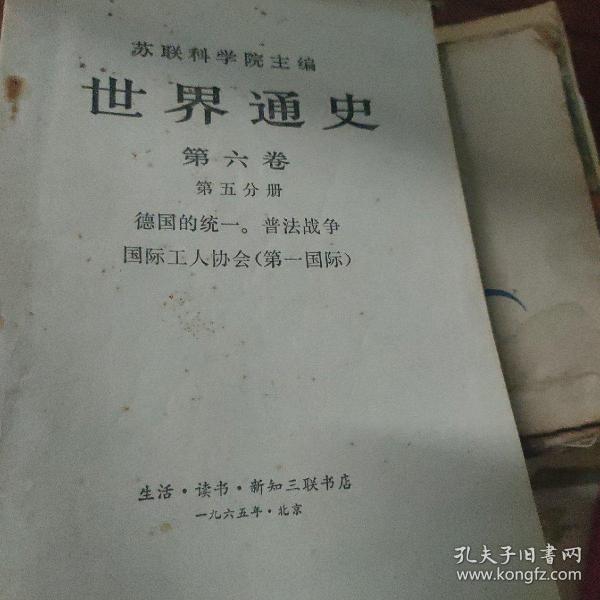 苏联科学院主编
世界通史
第六卷
第五分册
德国的统一。普法战争
国际工人协会(第一国际)
生活·读书·新知三联书店
一九六五年·北京
孔夫子旧书网
www.kongfz.com